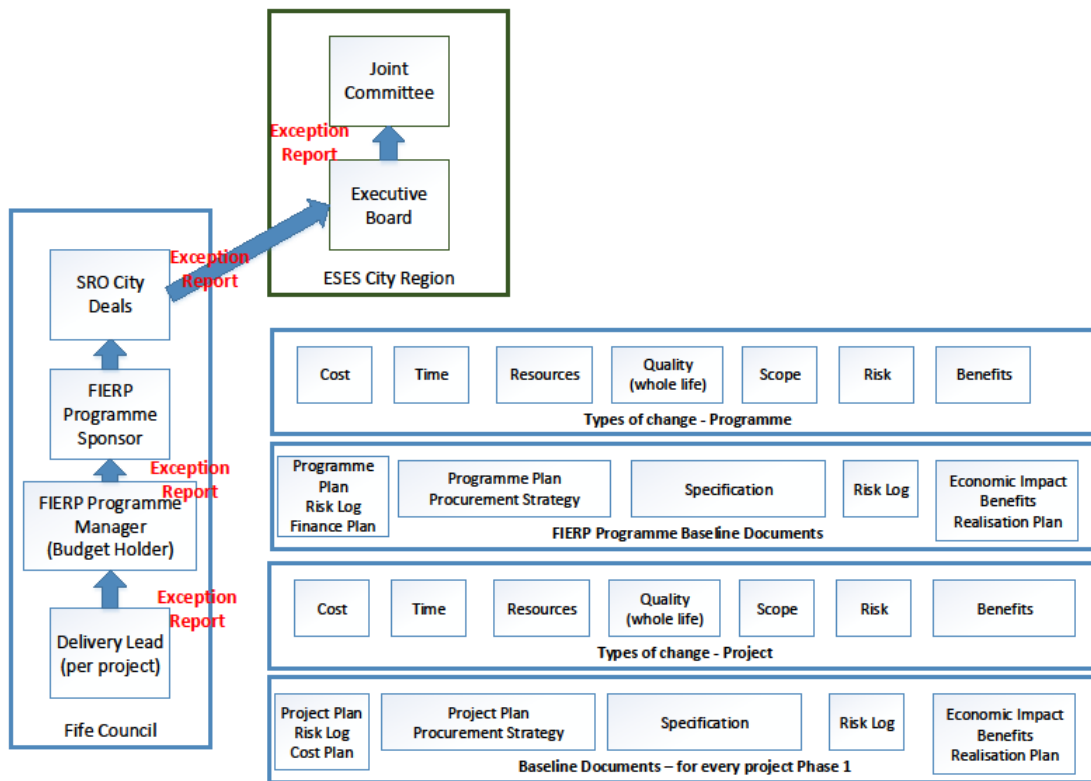 Joint
Committee
Exception
Report
Executive
Board
ESES City Region
Exception
Report
SRO City
Deals
FIERP
Programme
Sponsor
Exception
Report
FIERP Programme
Manager
(Budget Holder)
Exception
Report
Delivery Lead
(per project)
Fife Council
Cost
Time
Resources
Quality
(whole life)
Scope
Risk
Benefits
Types of change - Programme
Programme
Plan
Risk Log
Finance Plan
Programme Plan
Procurement Strategy
Specification
Risk Log
Economic Impact
Benefits
Realisation Plan
FIERP Programme Baseline Documents
Cost
Time
Resources
Quality
(whole life)
Scope
Risk
Benefits
Types of change - Project
Project Plan
Risk Log
Cost Plan
Project Plan
Procurement Strategy
Specification
Risk Log
Economic Impact
Benefits
Realisation Plan
Baseline Documents – for every project Phase 1